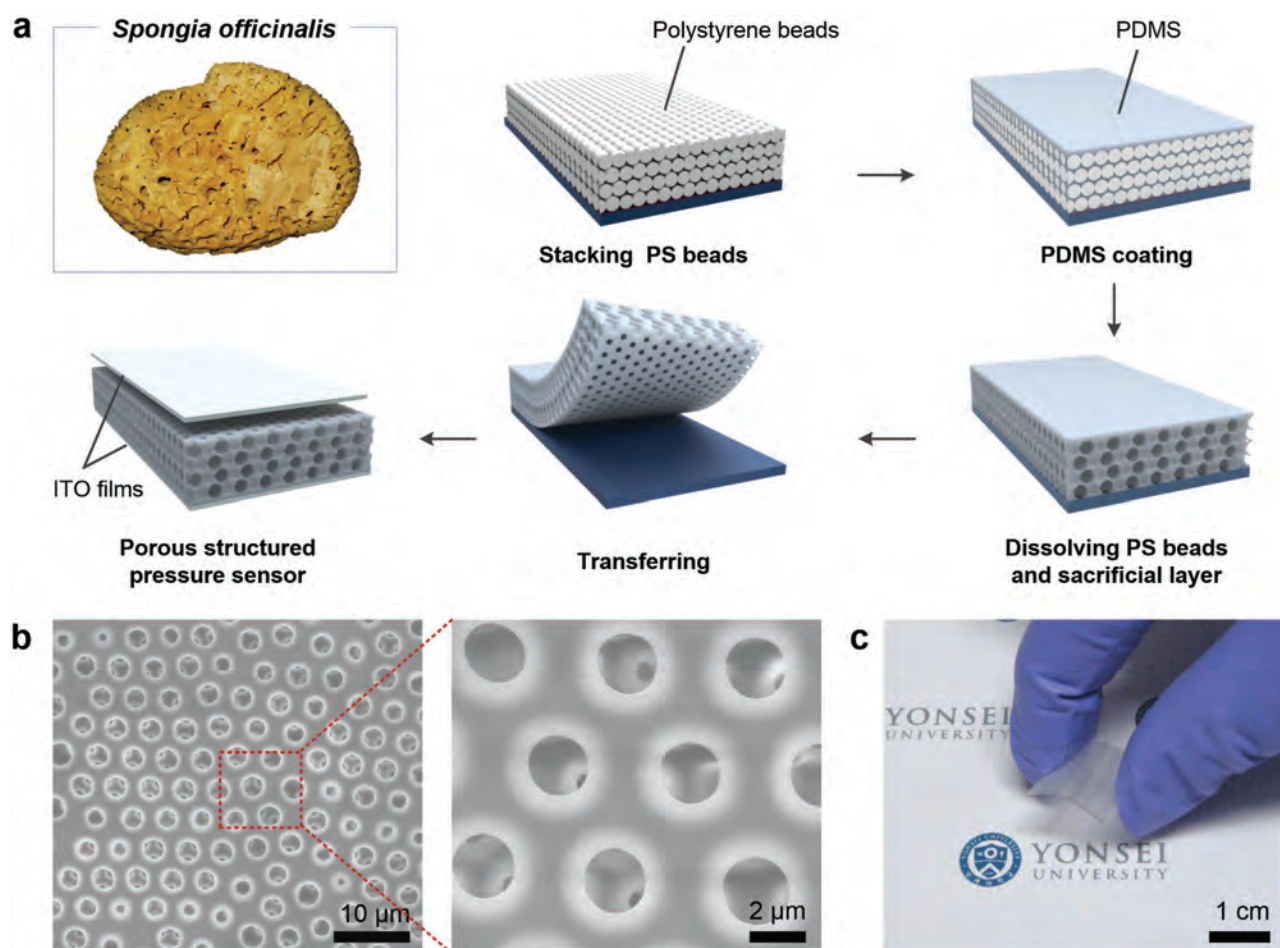 a
Spongia officinalis
Polystyrene beads
PDMS
Stacking PS beads
PDMS coating
ITO films
Porous structured
pressure sensor
Transferring
Dissolving PS beads
and sacrificial layer
b
10 µm
2 µm
c
YONSEI
UNIVERSITY
YONSEI
UNIVERSITY
1 cm